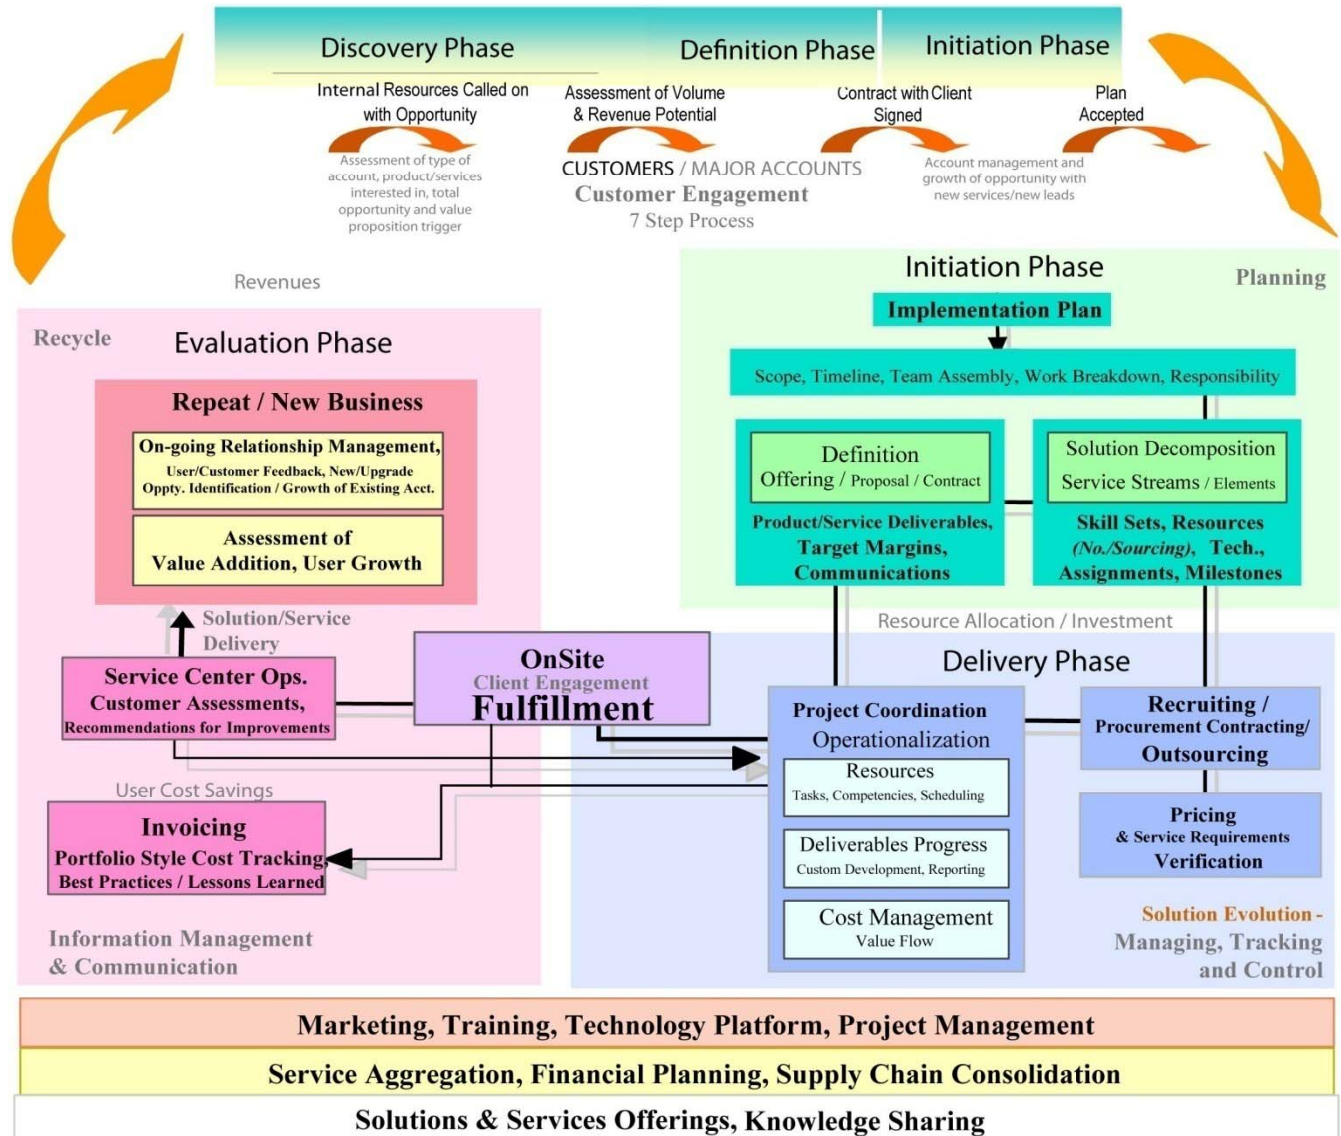 Discovery Phase
Definition Phase
Initiation Phase
Internal Resources Called on
with Opportunity
Assessment of Volume
& Revenue Potential
Contract with Client
Signed
Plan
Accepted
Assessment of type of
account, product/services
interested in, total
opportunity and value
proposition trigger
CUSTOMERS / MAJOR ACCOUNTS
Customer Engagement
7 Step Process
Account management and
growth of opportunity with
new services/new leads
Revenues
Initiation Phase
Planning
Implementation Plan
Scope, Timeline, Team Assembly, Work Breakdown, Responsibility
Definition
Offering / Proposal / Contract
Product/Service Deliverables,
Target Margins,
Communications
Solution Decomposition
Service Streams / Elements
Skill Sets, Resources
(No./Sourcing), Tech.,
Assignments, Milestones
Recycle
Evaluation Phase
Repeat / New Business
On-going Relationship Management,
User/Customer Feedback, New/Upgrade
Oppty. Identification / Growth of Existing Acct.
Assessment of
Value Addition, User Growth
Solution/Service
Delivery
Service Center Ops.
Customer Assessments,
Recommendations for Improvements
OnSite
Client Engagement
Fulfillment
User Cost Savings
Invoicing
Portfolio Style Cost Tracking,
Best Practices / Lessons Learned
Information Management
& Communication
Resource Allocation / Investment
Delivery Phase
Project Coordination
Operationalization
Resources
Tasks, Competencies, Scheduling
Deliverables Progress
Custom Development, Reporting
Cost Management
Value Flow
Recruiting /
Procurement Contracting/
Outsourcing
Pricing
& Service Requirements
Verification
Solution Evolution -
Managing, Tracking
and Control
Marketing, Training, Technology Platform, Project Management
Service Aggregation, Financial Planning, Supply Chain Consolidation
Solutions & Services Offerings, Knowledge Sharing